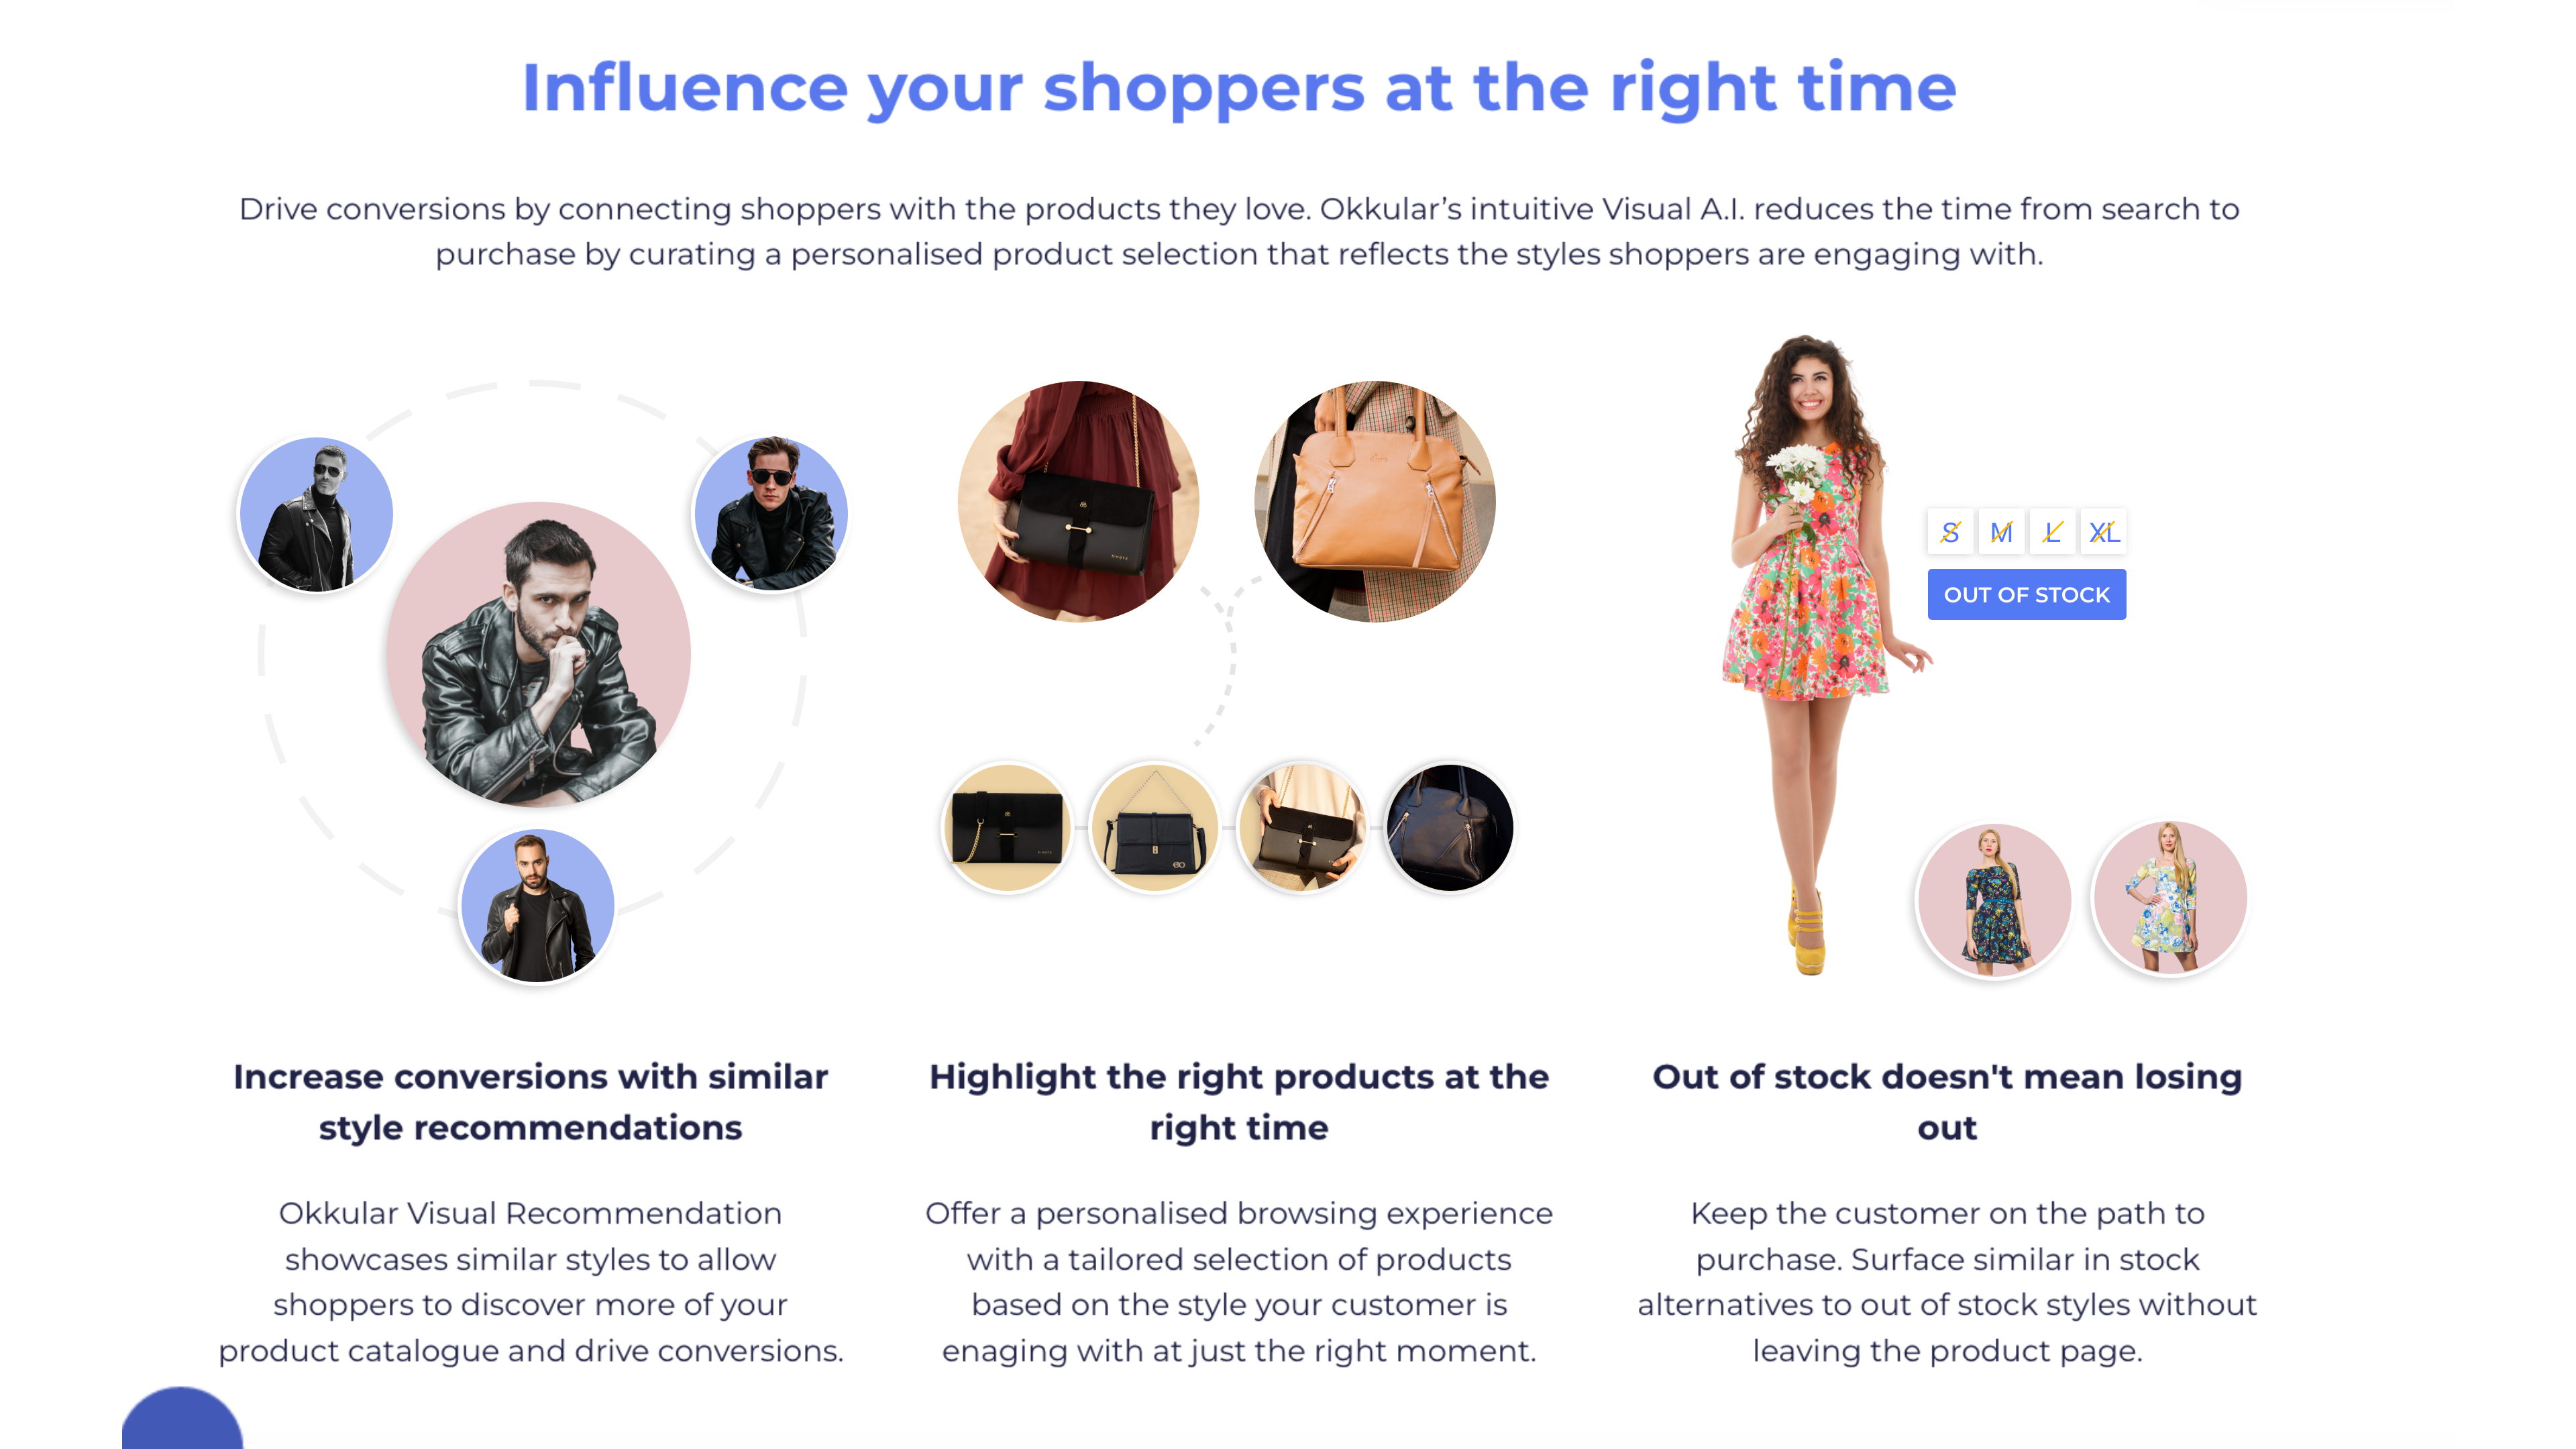 Influence your shoppers at the right time
Drive conversions by connecting shoppers with the products they love. Okkular’s intuitive Visual A.I. reduces the time from search to
purchase by curating a personalised product selection that reflects the styles shoppers are engaging with.
S M L XL
OUT OF STOCK
Increase conversions with similar
style recommendations
Okkular Visual Recommendation
showcases similar styles to allow
shoppers to discover more of your
product catalogue and drive conversions.
Highlight the right products at the
right time
Offer a personalised browsing experience
with a tailored selection of products
based on the style your customer is
enaging with at just the right moment.
Out of stock doesn't mean losing
out
Keep the customer on the path to
purchase. Surface similar in stock
alternatives to out of stock styles without
leaving the product page.